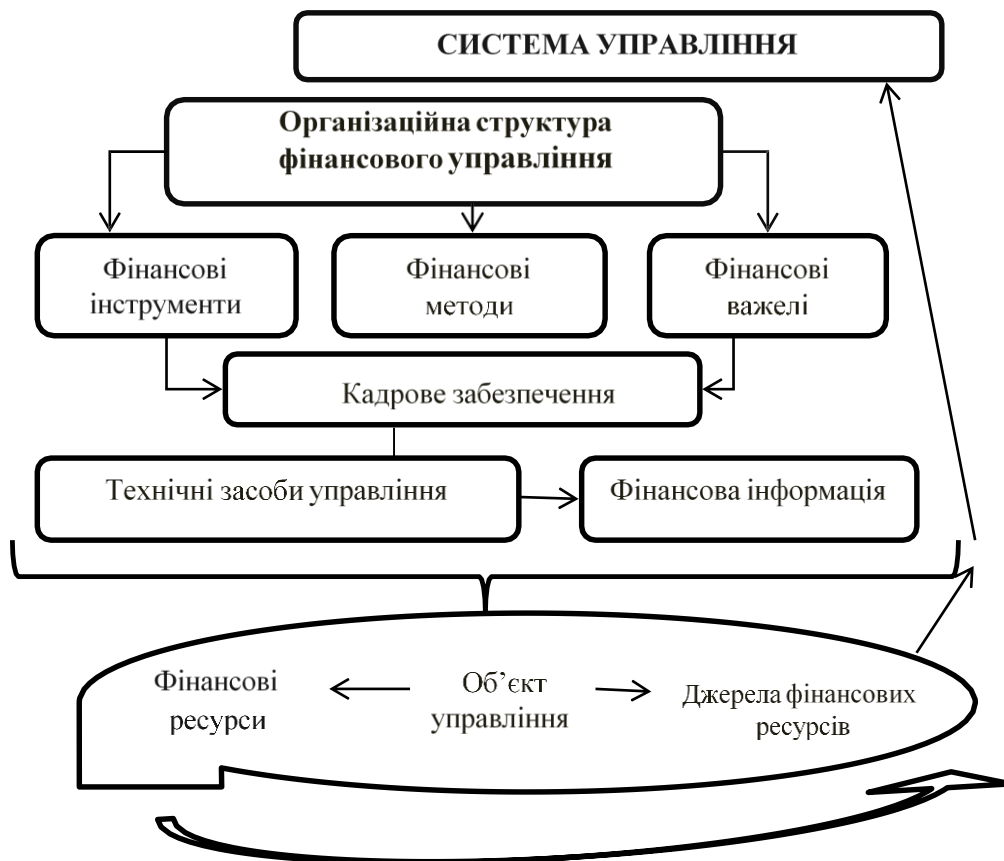 СИСТЕМА УПРАВЛІННЯ
Організаційна структура
фінансового управління
Фінансові
інструменти
Фінансові
методи
Фінансові
важелі
Кадрове забезпечення
Технічні засоби управління
Фінансова інформація
Фінансові
ресурси
Об’єкт
управління
Джерела фінансових
ресурсів